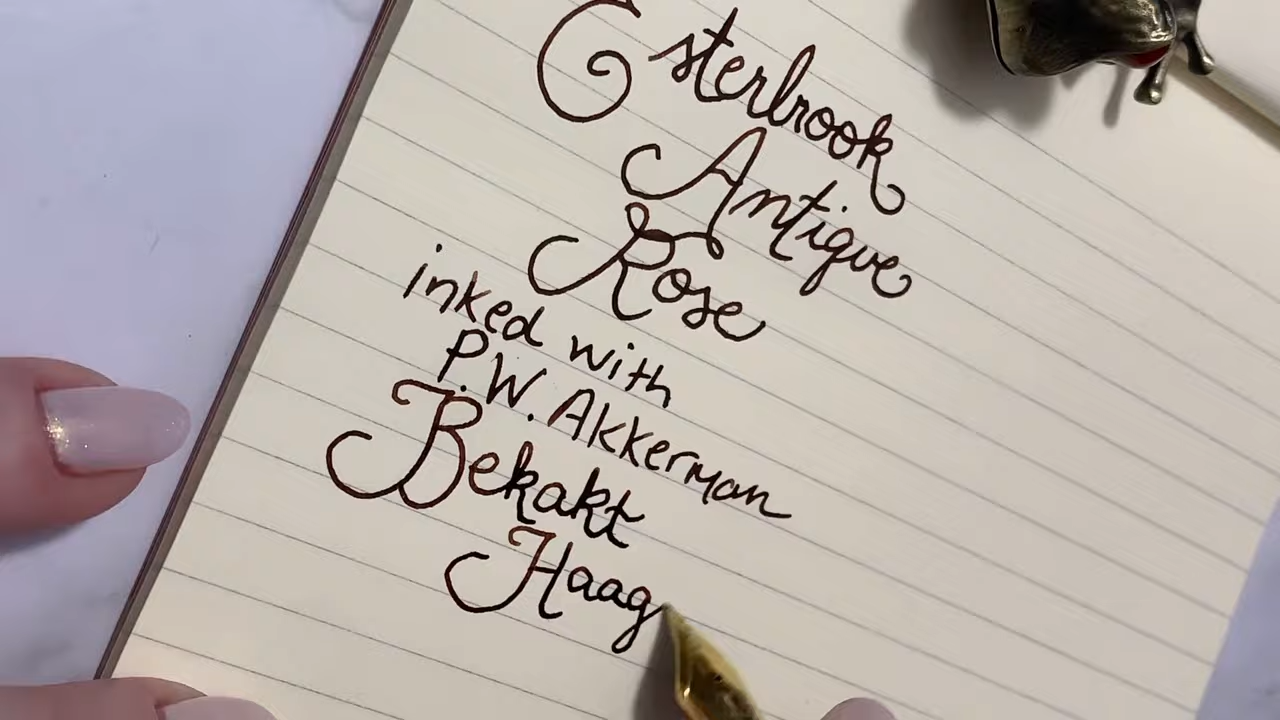 Esterbrook
Antique
Rose
inked with
P.W. Akkerman
Bekakt
Haag